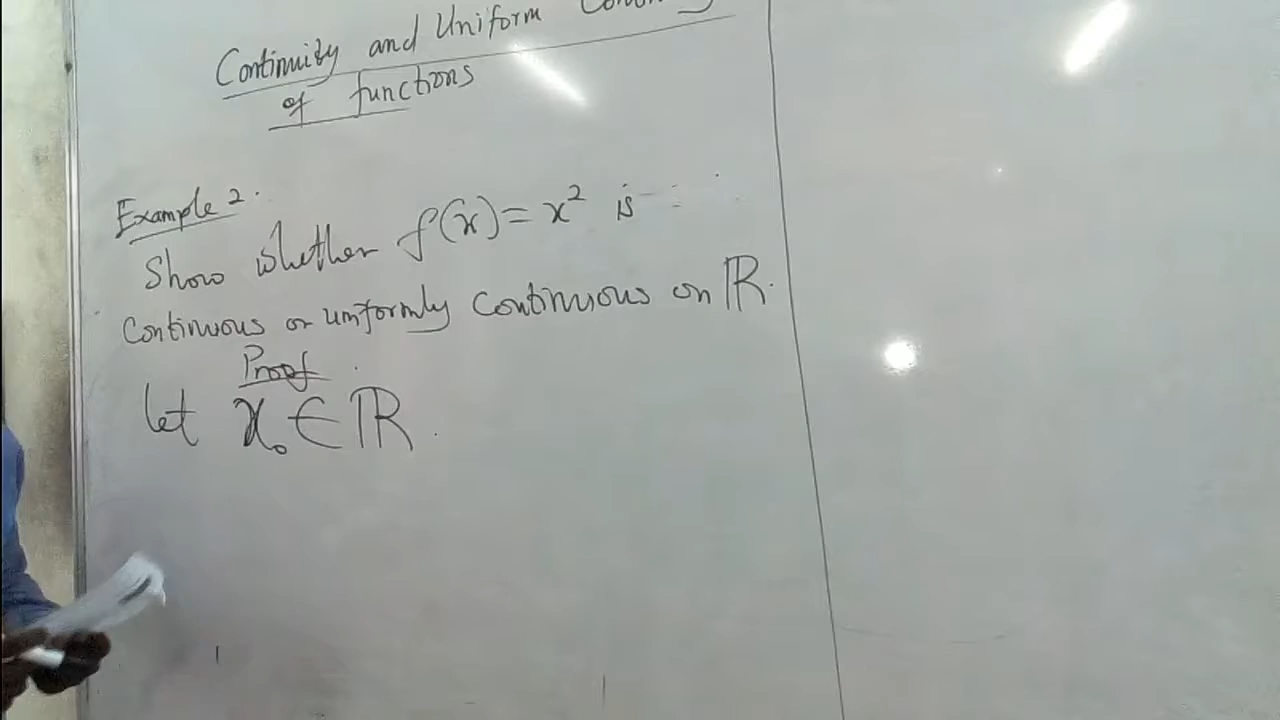 Continuity and Uniform
of functions
Example 2.
Show whether f(x) = x² is
Continuous or uniformly Continuous on ℝ.
Proof
let x₀ ∈ ℝ.